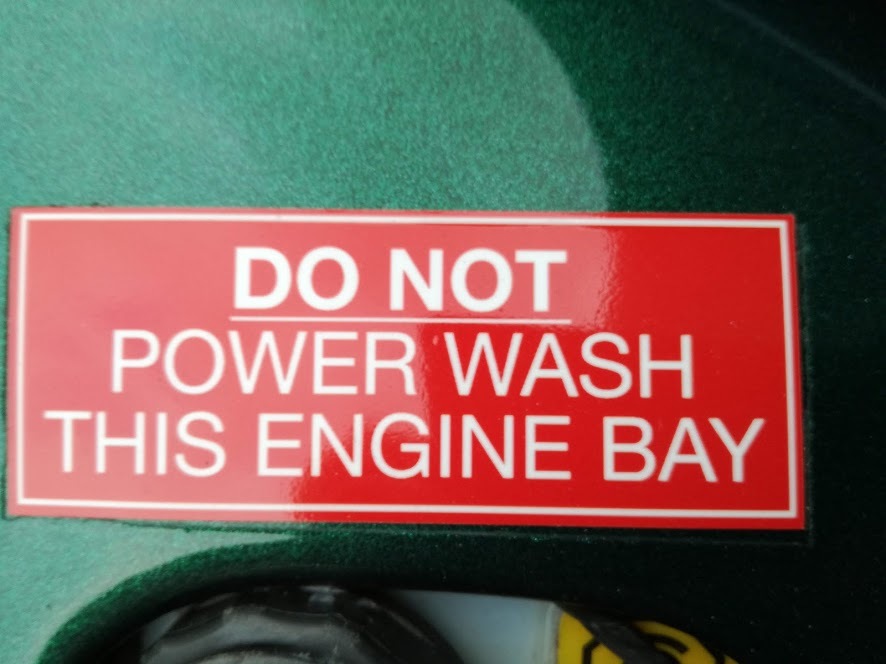 DO NOT
POWER WASH
THIS ENGINE BAY